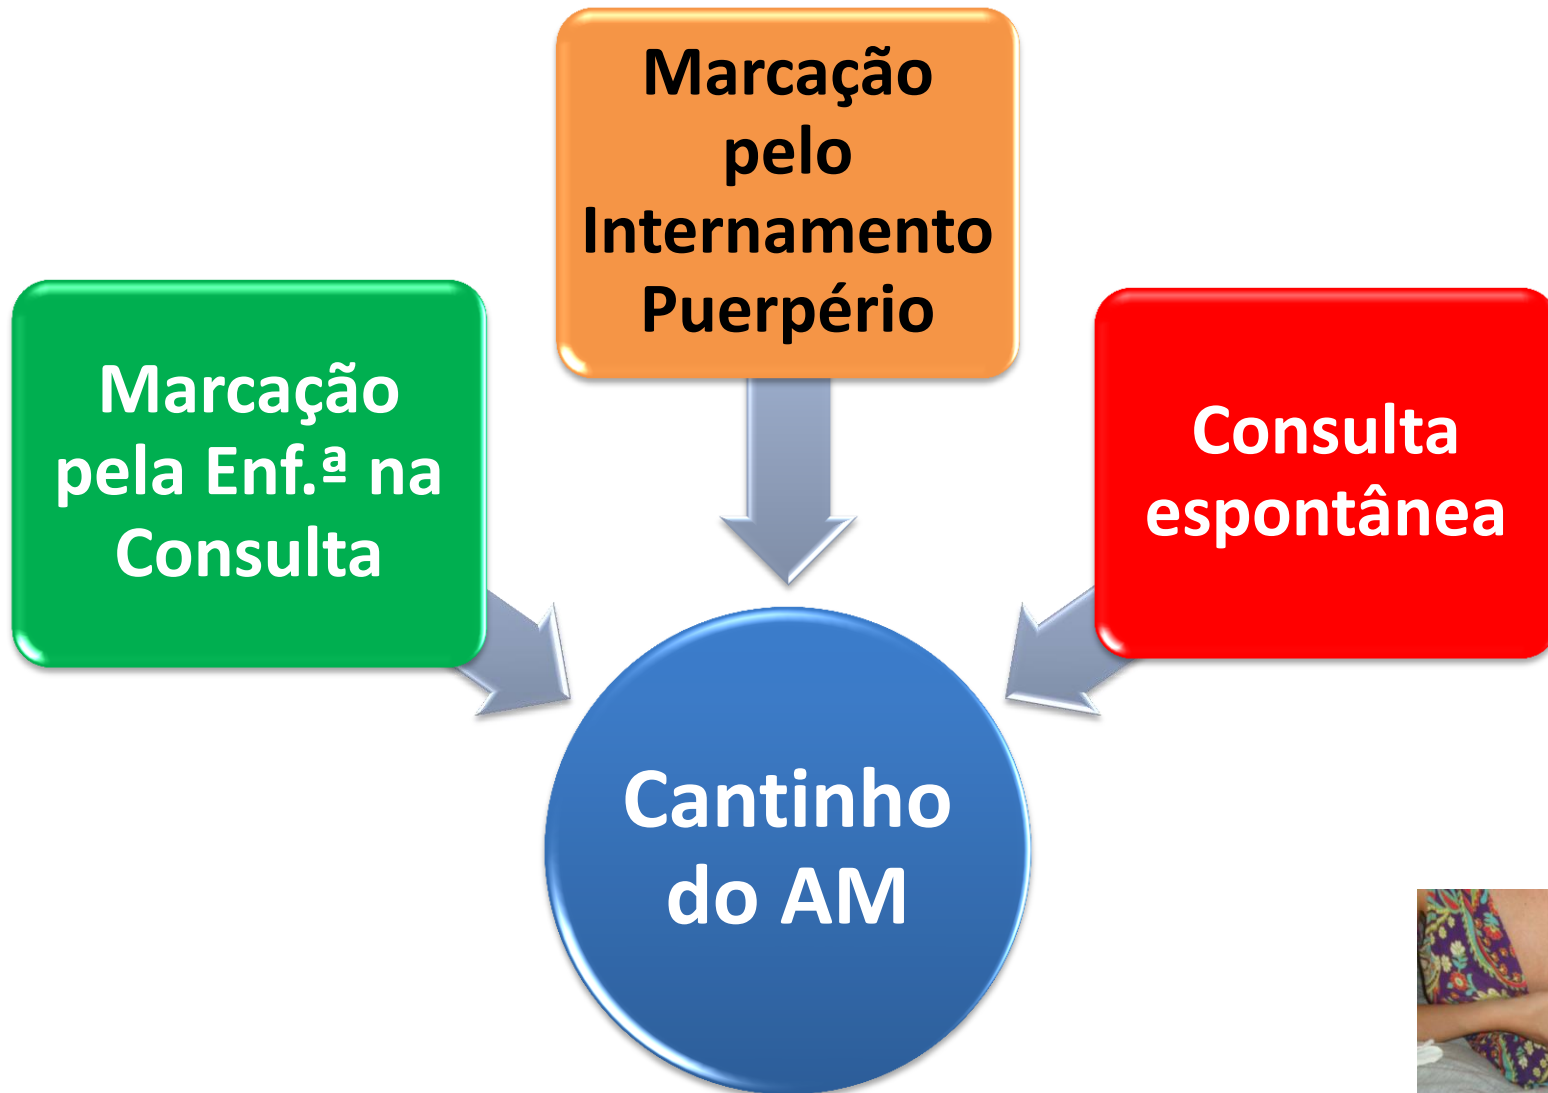 Marcação
pelo
Internamento
Puerpério
Marcação
pela Enf.ª na
Consulta
Consulta
espontânea
Cantinho
do AM